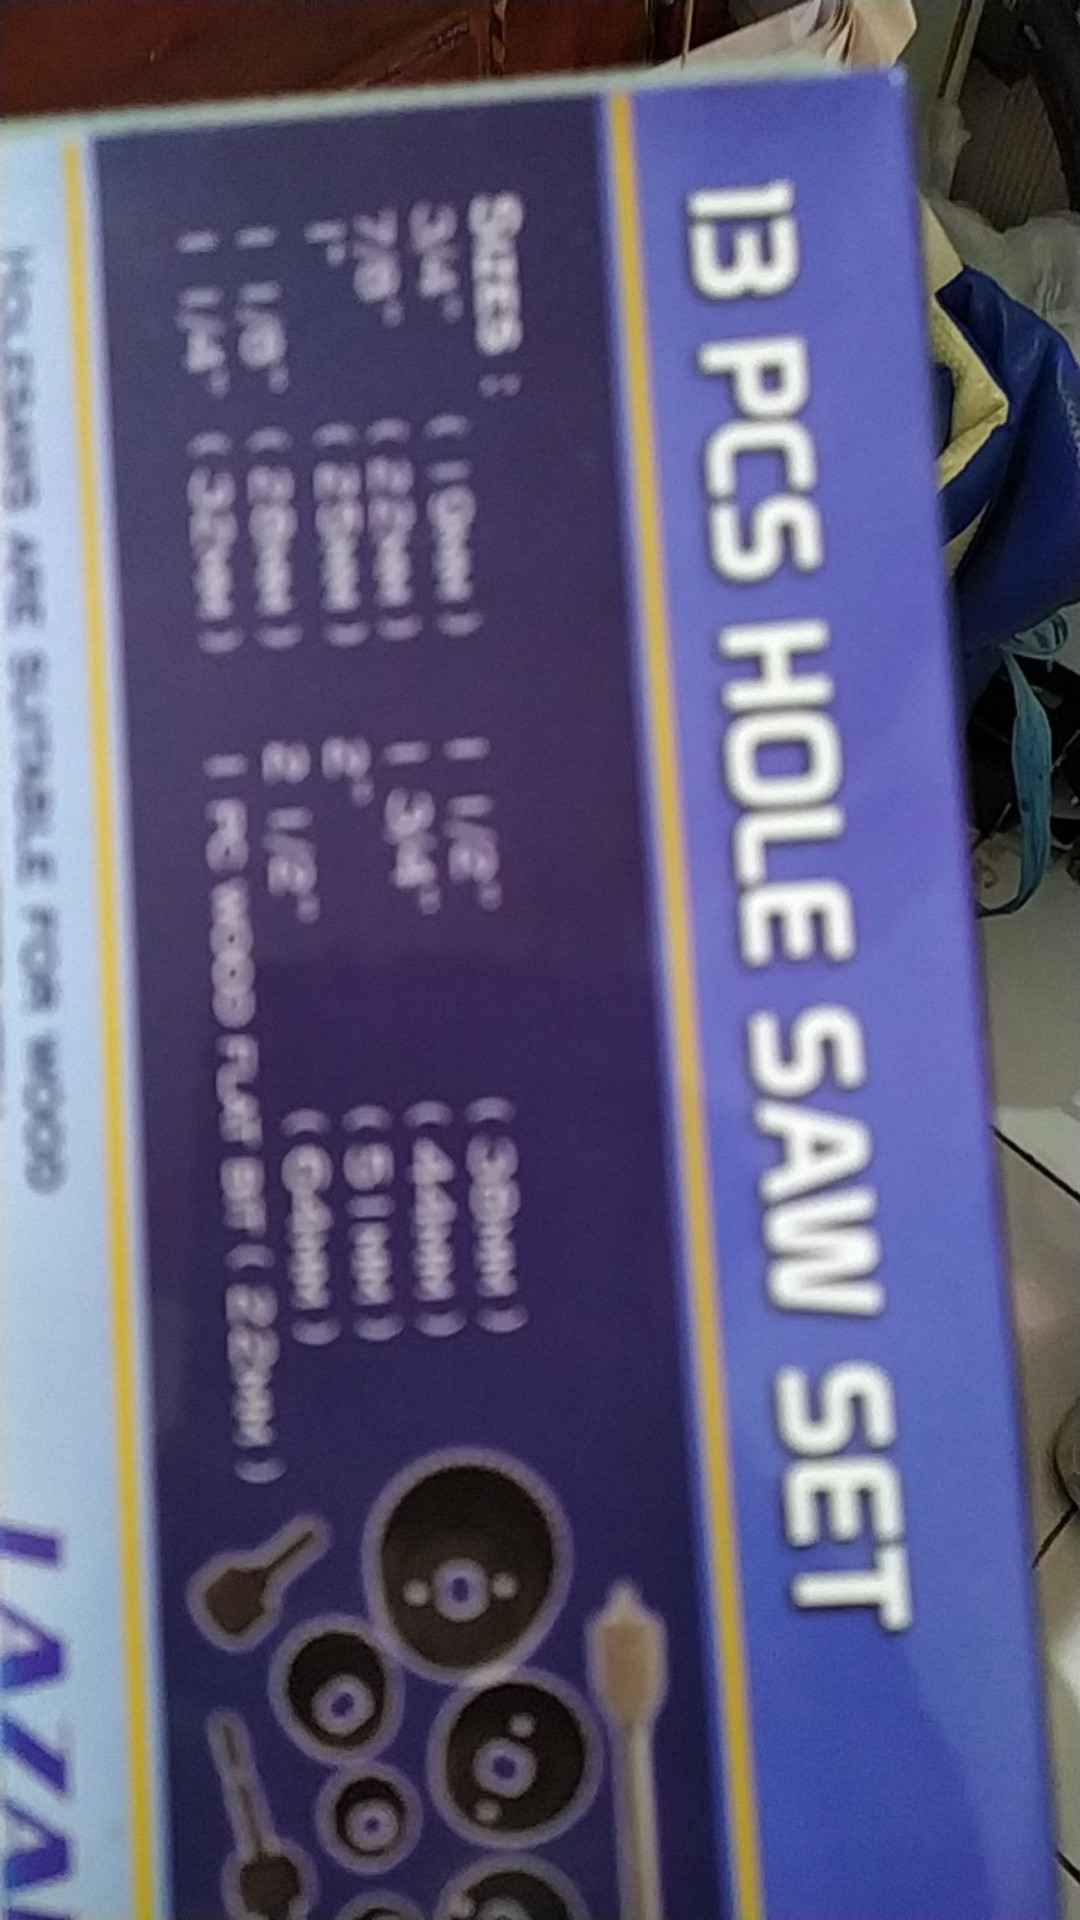 13 PCS HOLE SAW SET
SIZES :
3/4" (19MM) 1 1/2" (38MM)
7/8" (22MM) 1 3/4" (44MM)
1" (25MM) 2" (51MM)
1 1/8" (29MM) 2 1/2" (64MM)
1 1/4" (32MM) 1 PC WOOD FLAT BIT (22MM)
HOLESAWS ARE SUITABLE FOR WOOD